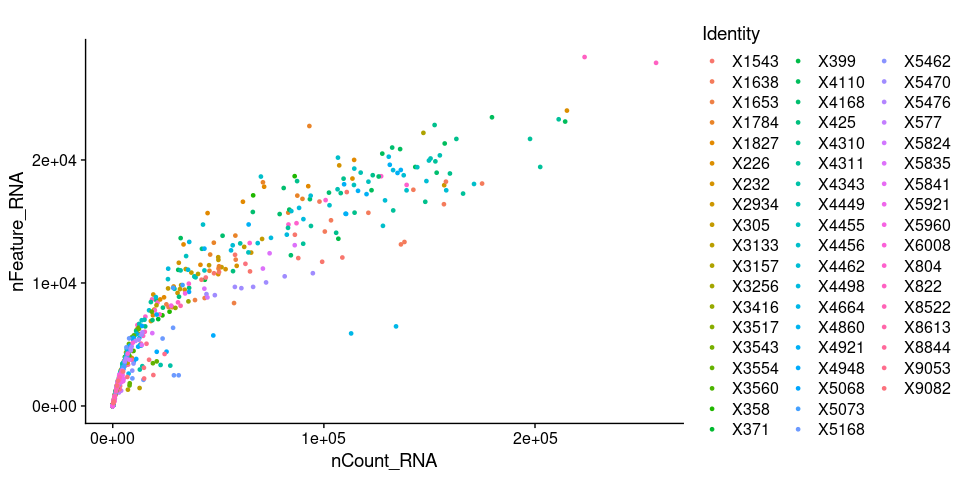 Identity
X1543 X399 X5462
X1638 X4110 X5470
X1653 X4168 X5476
X1784 X425 X577
X1827 X4310 X5824
X226 X4311 X5835
X232 X4343 X5841
X2934 X4449 X5921
X305 X4455 X5960
X3133 X4456 X6008
X3157 X4462 X804
X3256 X4498 X822
X3416 X4664 X8522
X3517 X4860 X8613
X3543 X4921 X8844
X3554 X4948 X9053
X3560 X5068 X9082
X358 X5073
X371 X5168
nFeature_RNA
2e+04
1e+04
0e+00
0e+00 1e+05 2e+05
nCount_RNA